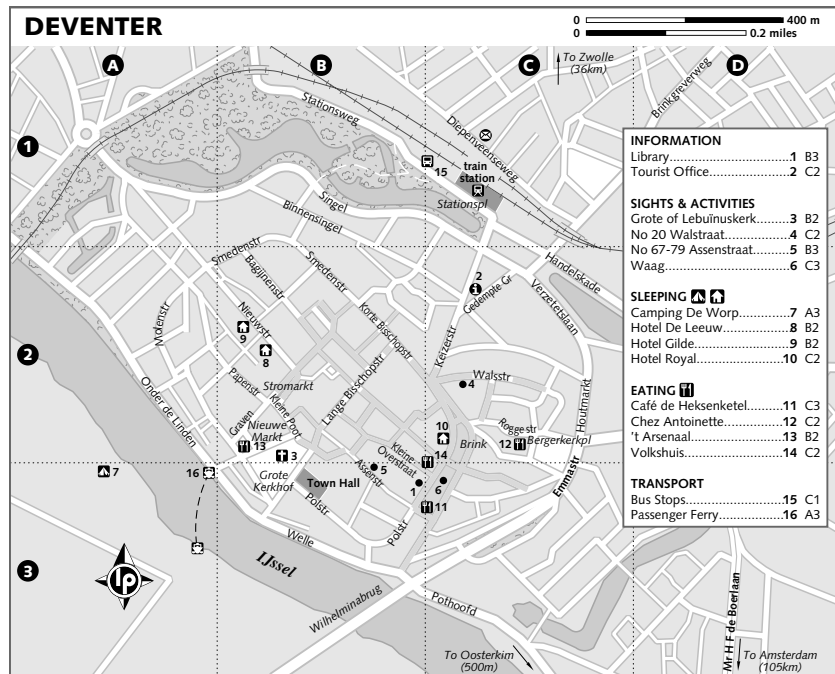 DEVENTER
0 400 m
0 0.2 miles
A
B
C
D
1
2
3
To Zwolle
(36km)
Brinkgreverweg
Stationsweg
Diepenveenseweg
15
train
station
Stationspl
Singel
Binnensingel
Smedenstr
Bagijnenstr
Smedenstr
Handelskade
2
Gedempte Gr
Verzetslaan
Molenstr
Nieuwstr
9
8
Korte Bisschopstr
Keizerstr
Stromarkt
Papenstr
Lange Bisschopstr
4
Walsstr
Houtmarkt
Onder de Linden
Graven
Kleine Poot
Nieuwe
Markt
13
3
10
Brink
Roggestr
12
Bergerkerkpl
Kleine
Overstraat
14
7
16
Grote
Kerkhof
Town Hall
Assenstr
5
1
6
11
Emmastr
Polstr
Polstr
Welle
IJssel
Wilhelminabrug
Pothoofd
lp
To Oosterkim
(500m)
Mr H F de Boerlaan
To Amsterdam
(105km)
INFORMATION
Library 1 B3
Tourist Office 2 C2
SIGHTS & ACTIVITIES
Grote of Lebuïnuskerk 3 B2
No 20 Walstraat 4 C2
No 67-79 Assenstraat 5 B3
Waag 6 C3
SLEEPING
Camping De Worp 7 A3
Hotel De Leeuw 8 B2
Hotel Gilde 9 B2
Hotel Royal 10 C2
EATING
Café de Heksenketel 11 C3
Chez Antoinette 12 C2
't Arsenaal 13 B2
Volkshuis 14 C2
TRANSPORT
Bus Stops 15 C1
Passenger Ferry 16 A3